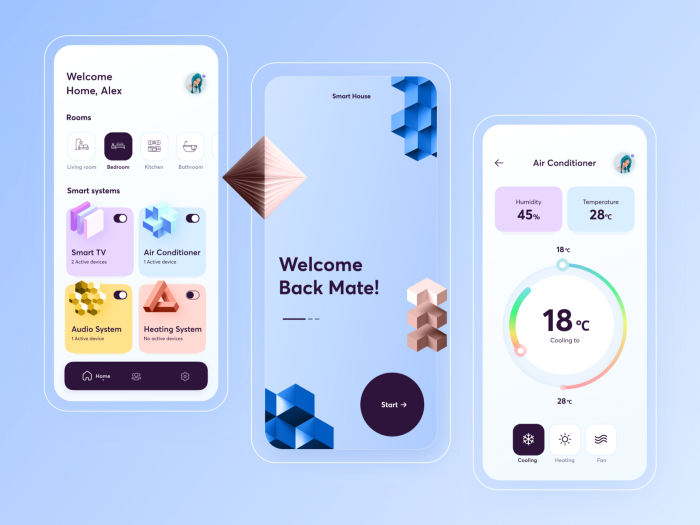 Welcome
Home, Alex
Rooms
Living room
Bedroom
Kitchen
Bathroom
Smart systems
Smart TV
2 Active devices
Air Conditioner
1 Active device
Audio System
1 Active device
Heating System
No active devices
Home
Smart House
Welcome
Back Mate!
Start →
Air Conditioner
Humidity
45%
Temperature
28°C
18°C
18 °C
Cooling to
28°C
Cooling
Heating
Fan